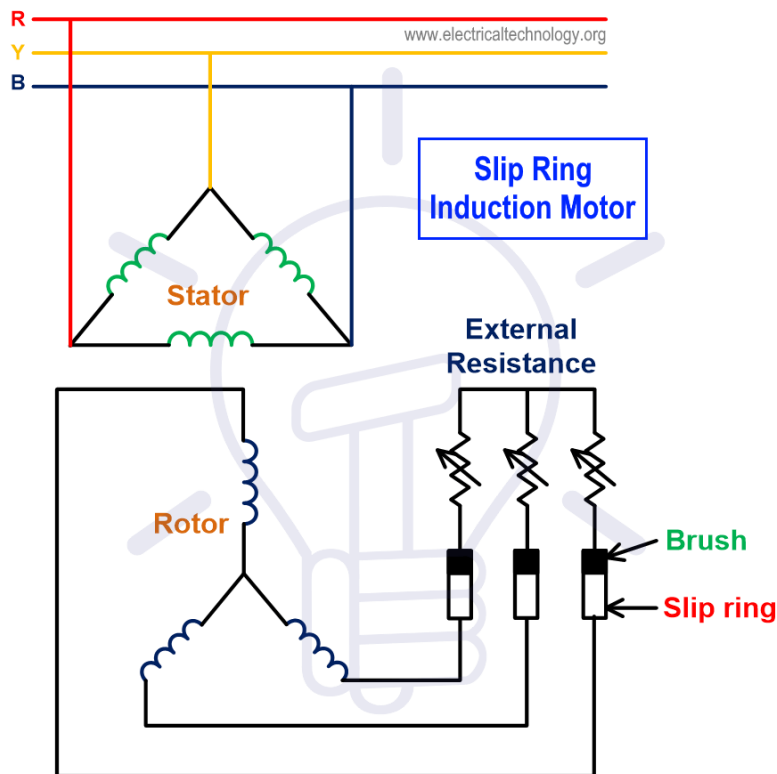 R
www.electricaltechnology.org
Y
B
Slip Ring
Induction Motor
Stator
External
Resistance
Rotor
Brush
Slip ring